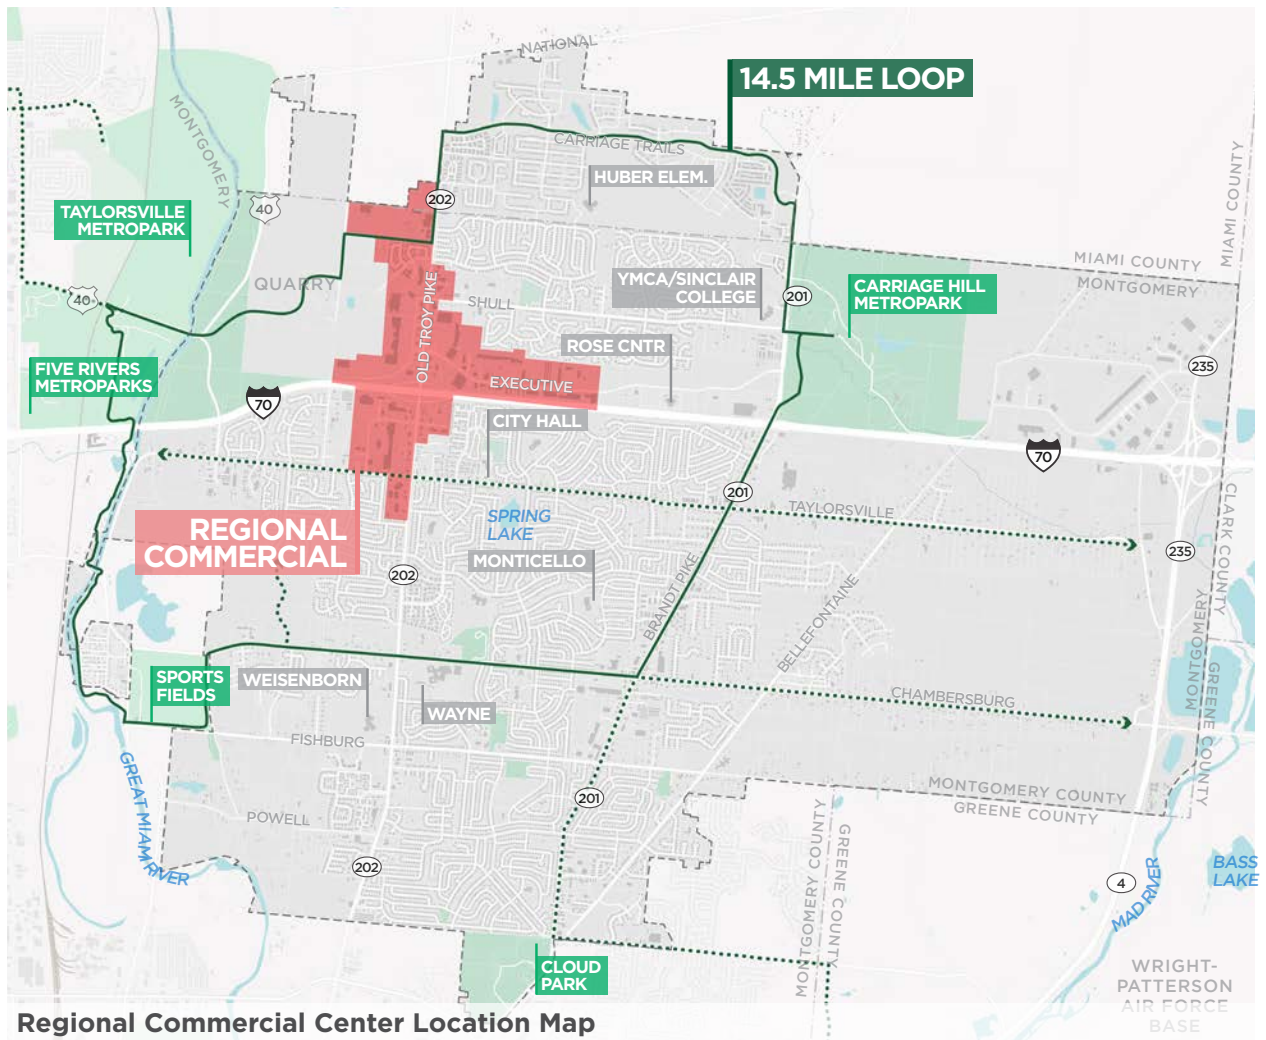 NATIONAL
14.5 MILE LOOP
MONTGOMERY
CARRIAGE TRAILS
MIAMI COUNTY
HUBER ELEM.
202
40
TAYLORSVILLE
METROPARK
MIAMI COUNTY
MONTGOMERY
QUARRY
YMCA/SINCLAIR
COLLEGE
201
CARRIAGE HILL
METROPARK
40
OLD TROY PIKE
SHULL
ROSE CNTR
FIVE RIVERS
METROPARKS
235
EXECUTIVE
70
CITY HALL
70
201
TAYLORSVILLE
CLARK COUNTY
SPRING
LAKE
REGIONAL
COMMERCIAL
235
MONTICELLO
202
BRANDT PIKE
BELLEFONTAINE
MONTGOMERY
GREENE COUNTY
SPORTS
FIELDS
WEISENBORN
WAYNE
CHAMBERSBURG
FISHBURG
GREAT MIAMI
RIVER
201
MONTGOMERY COUNTY
GREENE COUNTY
POWELL
202
MONTGOMERY COUNTY
GREENE COUNTY
4
MAD RIVER
BASS
LAKE
CLOUD
PARK
WRIGHT-
PATTERSON
AIR FORCE
BASE
Regional Commercial Center Location Map